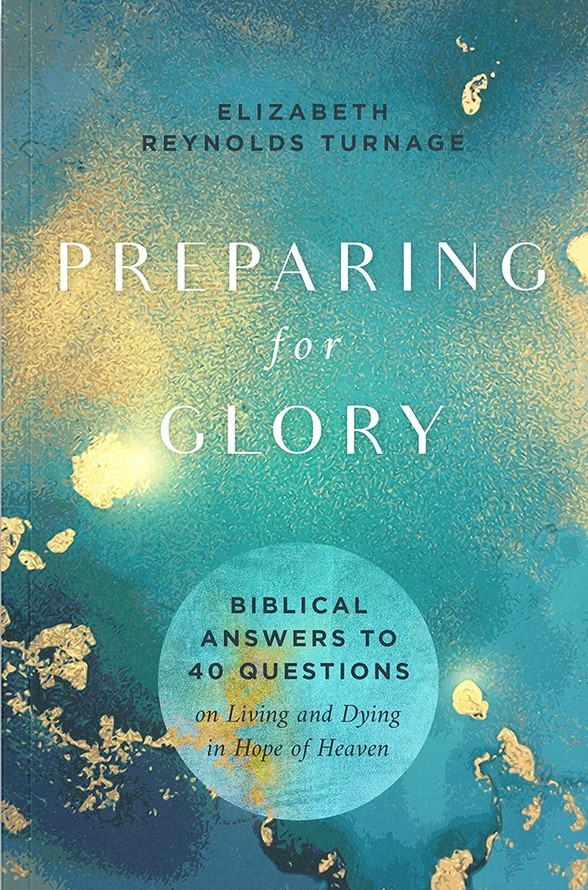 ELIZABETH
REYNOLDS TURNAGE
PREPARING
for
GLORY
BIBLICAL
ANSWERS TO
40 QUESTIONS
on Living and Dying
in Hope of Heaven